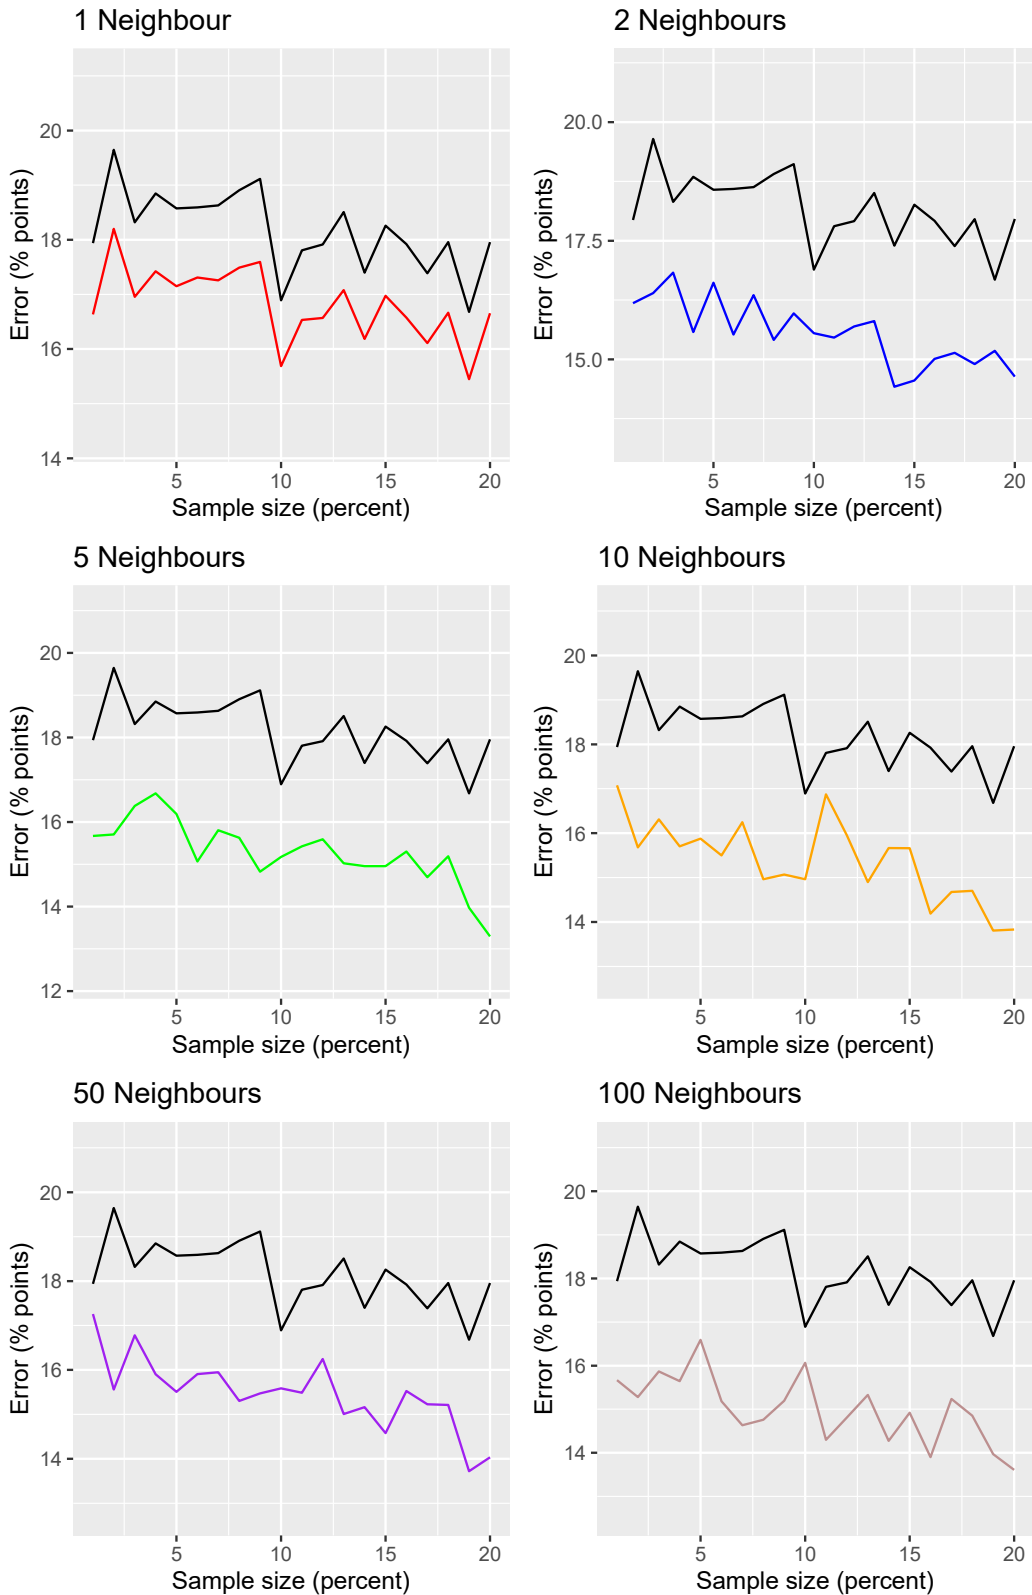 1 Neighbour
Error (% points)
20
18
16
14
5 10 15 20
Sample size (percent)
2 Neighbours
Error (% points)
20.0
17.5
15.0
5 10 15 20
Sample size (percent)
5 Neighbours
Error (% points)
20
18
16
14
12
5 10 15 20
Sample size (percent)
10 Neighbours
Error (% points)
20
18
16
14
5 10 15 20
Sample size (percent)
50 Neighbours
Error (% points)
20
18
16
14
5 10 15 20
Sample size (percent)
100 Neighbours
Error (% points)
20
18
16
14
5 10 15 20
Sample size (percent)